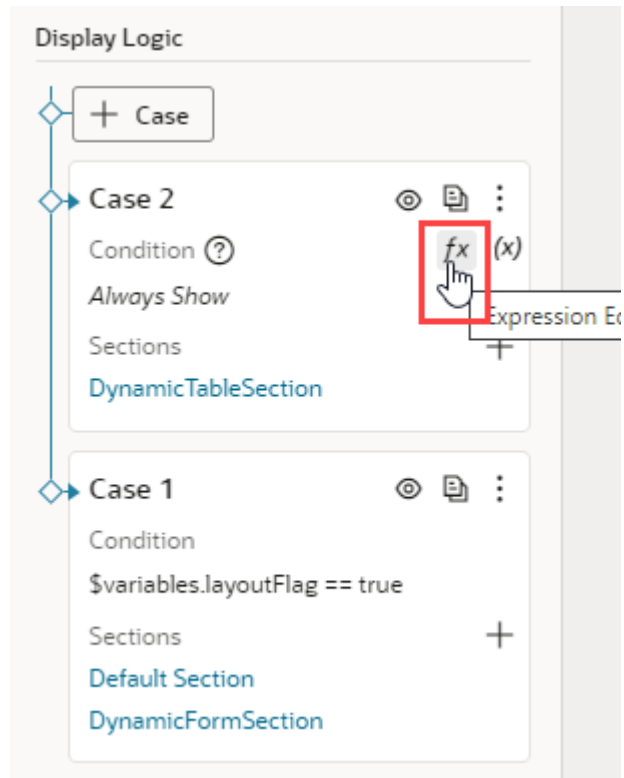 Display Logic
+ Case
Case 2
Condition ?
fx (x)
Always Show
Expression Ec
Sections +
DynamicTableSection
Case 1
Condition
$variables.layoutFlag == true
Sections +
Default Section
DynamicFormSection